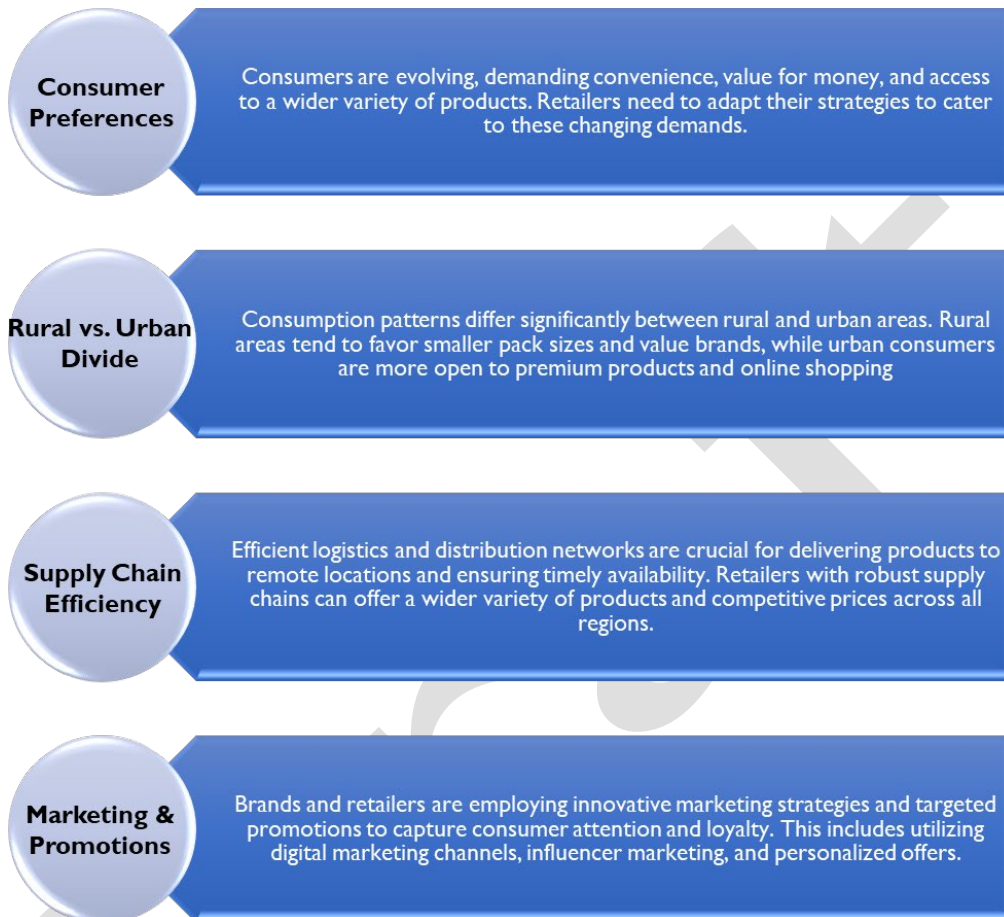 Consumer
Preferences
Consumers are evolving, demanding convenience, value for money, and access
to a wider variety of products. Retailers need to adapt their strategies to cater
to these changing demands.
Rural vs. Urban
Divide
Consumption patterns differ significantly between rural and urban areas. Rural
areas tend to favor smaller pack sizes and value brands, while urban consumers
are more open to premium products and online shopping
Supply Chain
Efficiency
Efficient logistics and distribution networks are crucial for delivering products to
remote locations and ensuring timely availability. Retailers with robust supply
chains can offer a wider variety of products and competitive prices across all
regions.
Marketing &
Promotions
Brands and retailers are employing innovative marketing strategies and targeted
promotions to capture consumer attention and loyalty. This includes utilizing
digital marketing channels, influencer marketing, and personalized offers.